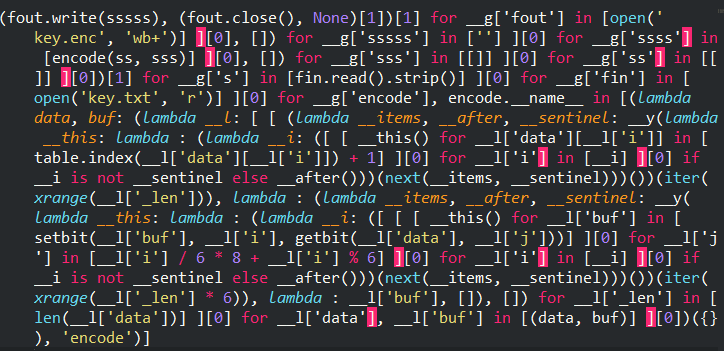 (fout.write(sssss), (fout.close(), None)[1])[1] for __g['fout'] in [open('
key.enc', 'wb+')] ][0], []) for __g['sssss'] in [''] ][0] for __g['ssss'] in
[encode(ss, sss)] ][0], []) for __g['sss'] in [[]] ][0] for __g['ss'] in [[
]] ][0])[1] for __g['s'] in [fin.read().strip()] ][0] for __g['fin'] in [
open('key.txt', 'r')] ][0] for __g['encode'], encode.__name__ in [(lambda
data, buf: (lambda __l: [ [ (lambda __items, __after, __sentinel: __y(lambda
__this: lambda : (lambda __i: ([ [ __this() for __l['data'][__l['i']] in [
table.index(__l['data'][__l['i']]) + 1] ][0] for __l['i'] in [__i] ][0] if
__i is not __sentinel else __after()))(next(__items, __sentinel)))())(iter(
xrange(__l['_len'])), lambda : (lambda __items, __after, __sentinel: __y(
lambda __this: lambda : (lambda __i: ([ [ [ __this() for __l['buf'] in [
setbit(__l['buf'], __l['i'], getbit(__l['data'], __l['j']))] ][0] for __l['j
'] in [__l['i'] / 6 * 8 + __l['i'] % 6] ][0] for __l['i'] in [__i] ][0] if
__i is not __sentinel else __after()))(next(__items, __sentinel)))())(iter(
xrange(__l['_len'] * 6)), lambda : __l['buf'], []), []) for __l['_len'] in [
len(__l['data'])] ][0] for __l['data'], __l['buf'] in [(data, buf)] ][0])({}
), 'encode')]